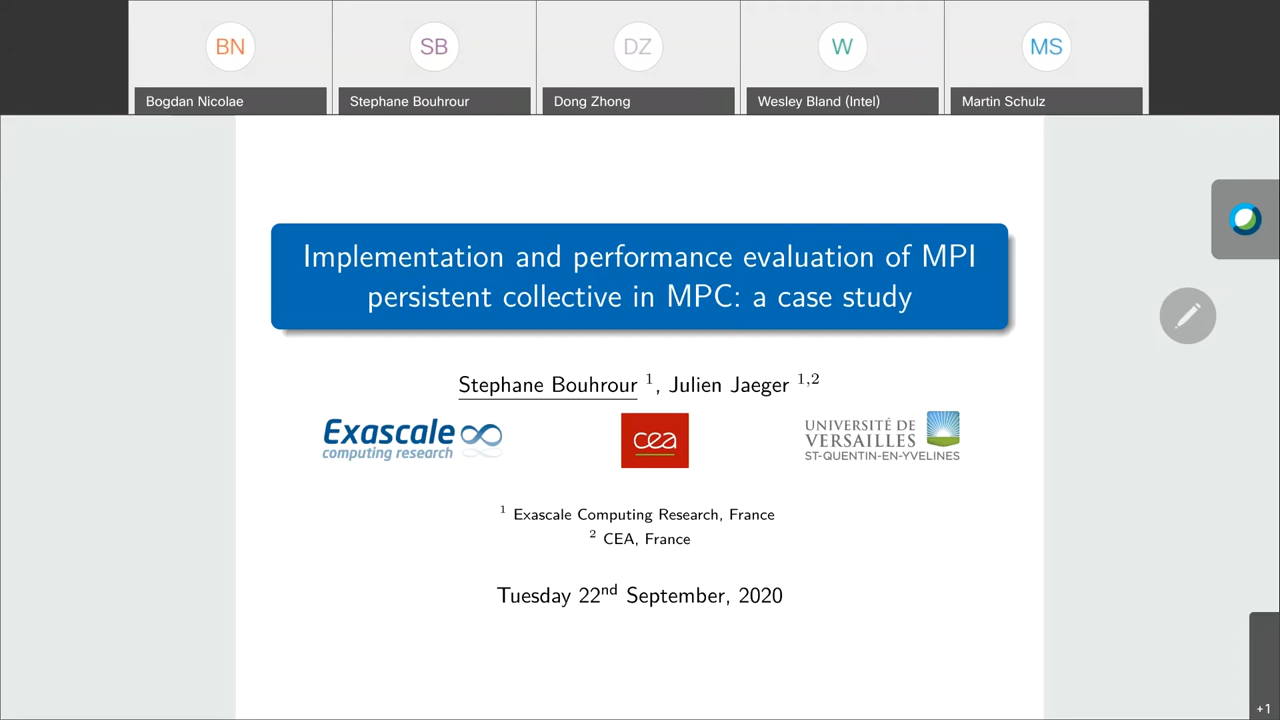 BN
SB
DZ
W
MS
Bogdan Nicolae
Stephane Bouhrour
Dong Zhong
Wesley Bland (Intel)
Martin Schulz
Implementation and performance evaluation of MPI
persistent collective in MPC: a case study
Stephane Bouhrour 1, Julien Jaeger 1,2
Exascale
computing research
cea
UNIVERSITÉ DE
VERSAILLES
ST-QUENTIN-EN-YVELINES
1 Exascale Computing Research, France
2 CEA, France
Tuesday 22nd September, 2020
+1